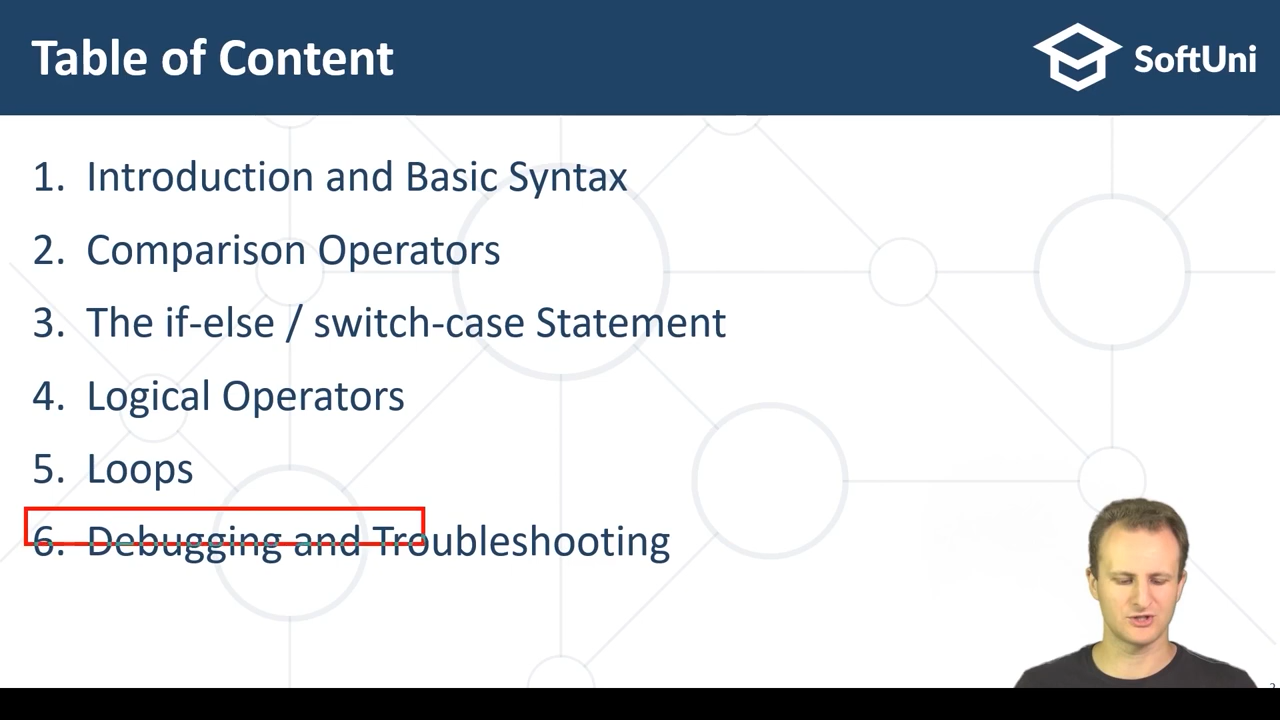 Table of Content
SoftUni
1. Introduction and Basic Syntax
2. Comparison Operators
3. The if-else / switch-case Statement
4. Logical Operators
5. Loops
6. Debugging and Troubleshooting